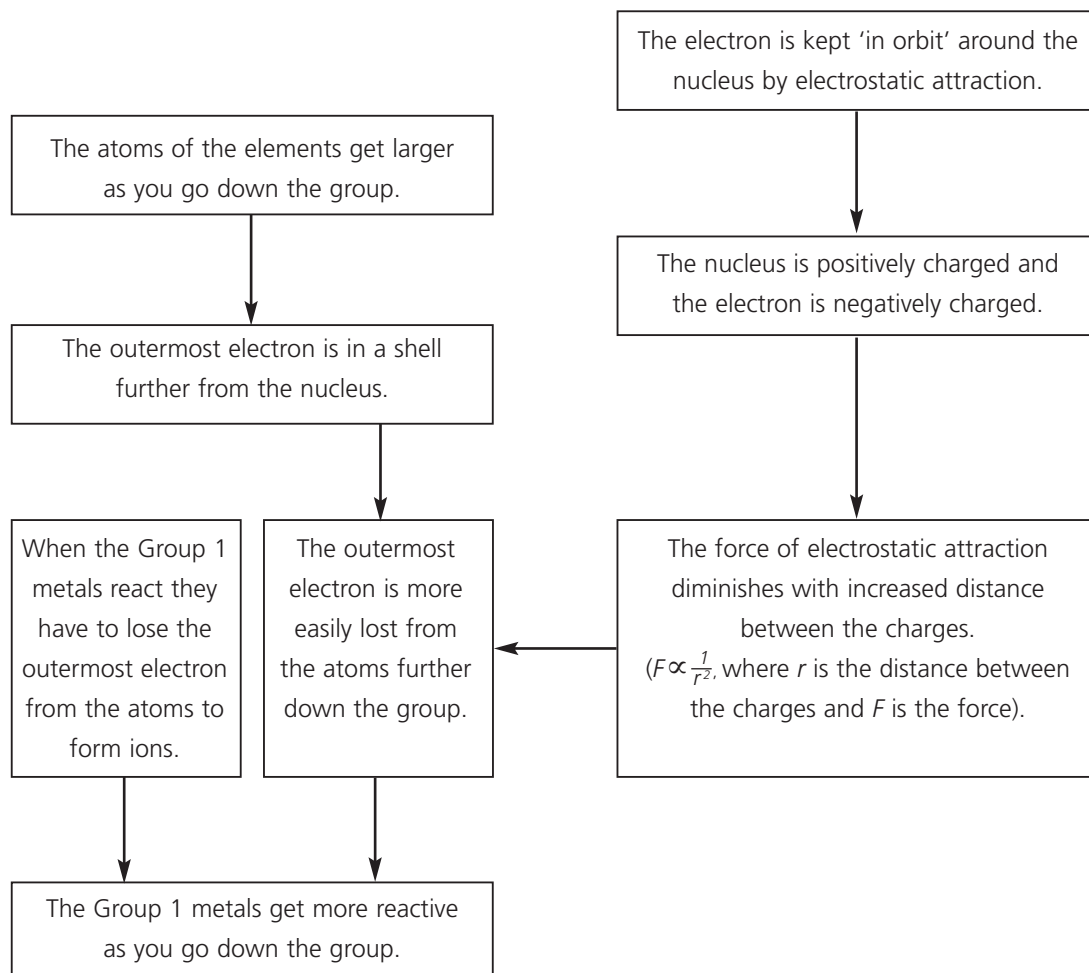 The electron is kept ‘in orbit’ around the
nucleus by electrostatic attraction.
The atoms of the elements get larger
as you go down the group.
The nucleus is positively charged and
the electron is negatively charged.
The outermost electron is in a shell
further from the nucleus.
When the Group 1
metals react they
have to lose the
outermost electron
from the atoms to
form ions.
The outermost
electron is more
easily lost from
the atoms further
down the group.
The force of electrostatic attraction
diminishes with increased distance
between the charges.
(F∝1/r², where r is the distance between
the charges and F is the force).
The Group 1 metals get more reactive
as you go down the group.